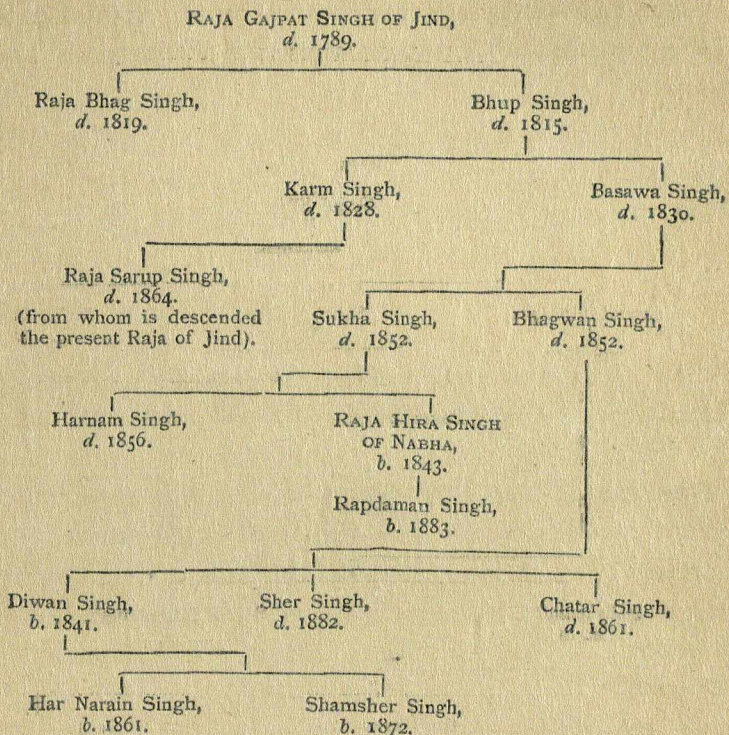 RAJA GAJPAT SINGH OF JIND,
d. 1789.
Raja Bhag Singh,
d. 1819.
Bhup Singh,
d. 1815.
Karm Singh,
d. 1828.
Basawa Singh,
d. 1830.
Raja Sarup Singh,
d. 1864.
(from whom is descended
the present Raja of Jind).
Sukha Singh,
d. 1852.
Bhagwan Singh,
d. 1852.
Harnam Singh,
d. 1856.
RAJA HIRA SINGH
OF NABHA,
b. 1843.
Rapdaman Singh,
b. 1883.
Diwan Singh,
b. 1841.
Sher Singh,
d. 1882.
Chatar Singh,
d. 1861.
Har Narain Singh,
b. 1861.
Shamsher Singh,
b. 1872.